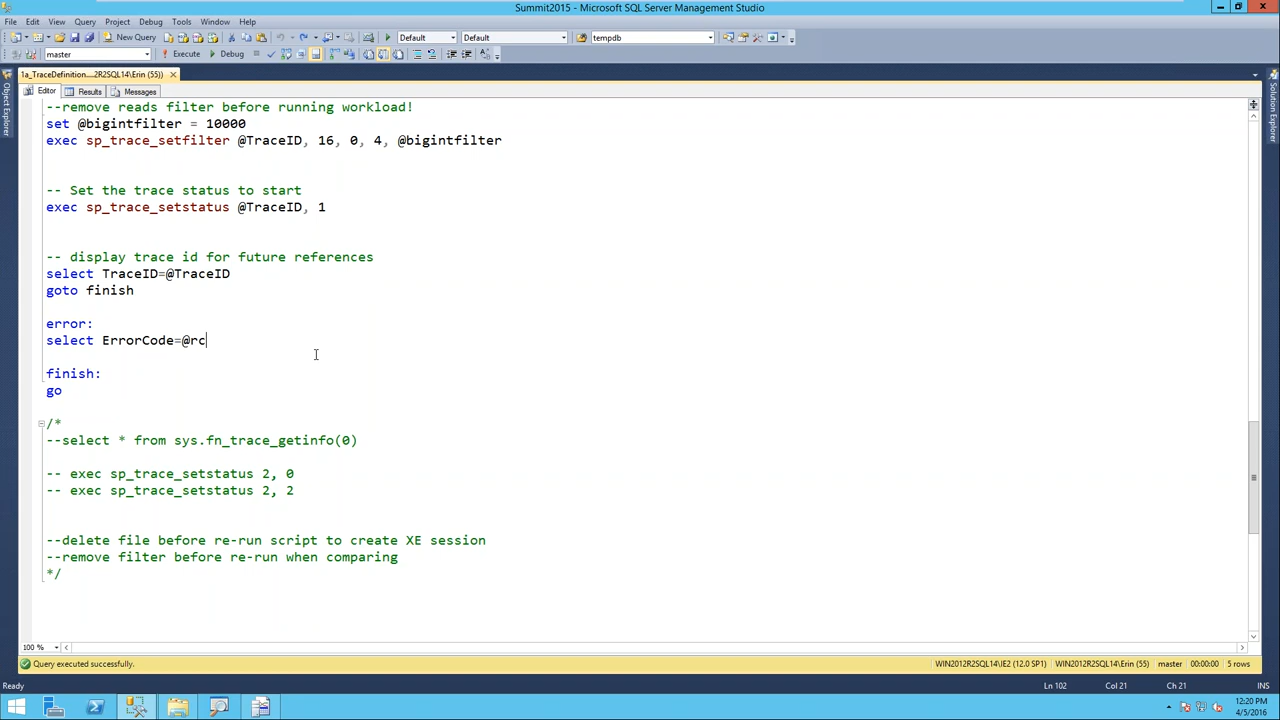 Summit2015 - Microsoft SQL Server Management Studio
File Edit View Query Project Debug Tools Window Help
New Query Default Default tempdb
master Execute Debug
1a_TraceDefinition....2R2SQL14\Erin (55))
Editor Results Messages
Object Explorer
Solution Explorer
--remove reads filter before running workload!
set @bigintfilter = 10000
exec sp_trace_setfilter @TraceID, 16, 0, 4, @bigintfilter
-- Set the trace status to start
exec sp_trace_setstatus @TraceID, 1
-- display trace id for future references
select TraceID=@TraceID
goto finish
error:
select ErrorCode=@rc
finish:
go
/*
--select * from sys.fn_trace_getinfo(0)
-- exec sp_trace_setstatus 2, 0
-- exec sp_trace_setstatus 2, 2
--delete file before re-run script to create XE session
--remove filter before re-run when comparing
*/
100 %
Query executed successfully. WIN2012R2SQL14\IE2 (12.0 SP1) WIN2012R2SQL14\Erin (55) master 00:00:00 5 rows
Ready Ln 102 Col 21 Ch 21 INS
12:20 PM
4/5/2016